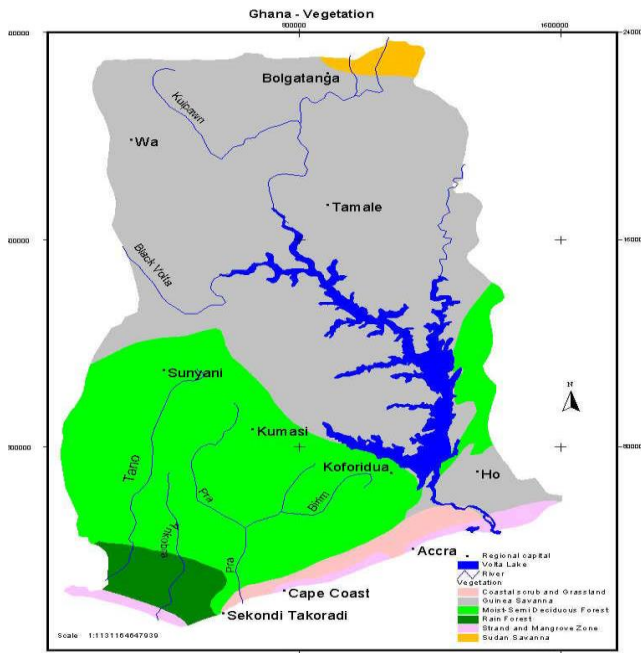 Ghana - Vegetation
Bolgatanga
Kulpawn
Wa
Tamale
Black Volta
Sunyani
Kumasi
Tano
Pra
Koforidua
Birim
Ho
Ankobra
Pra
Accra
Cape Coast
Sekondi Takoradi
N
Regional capital
Volta Lake
River
Vegetation
Coastal scrub and Grassland
Guinea Savanna
Moist-Semi Deciduous Forest
Rain Forest
Strand and Mangrove Zone
Sudan Savanna
Scale 1:1131164647939